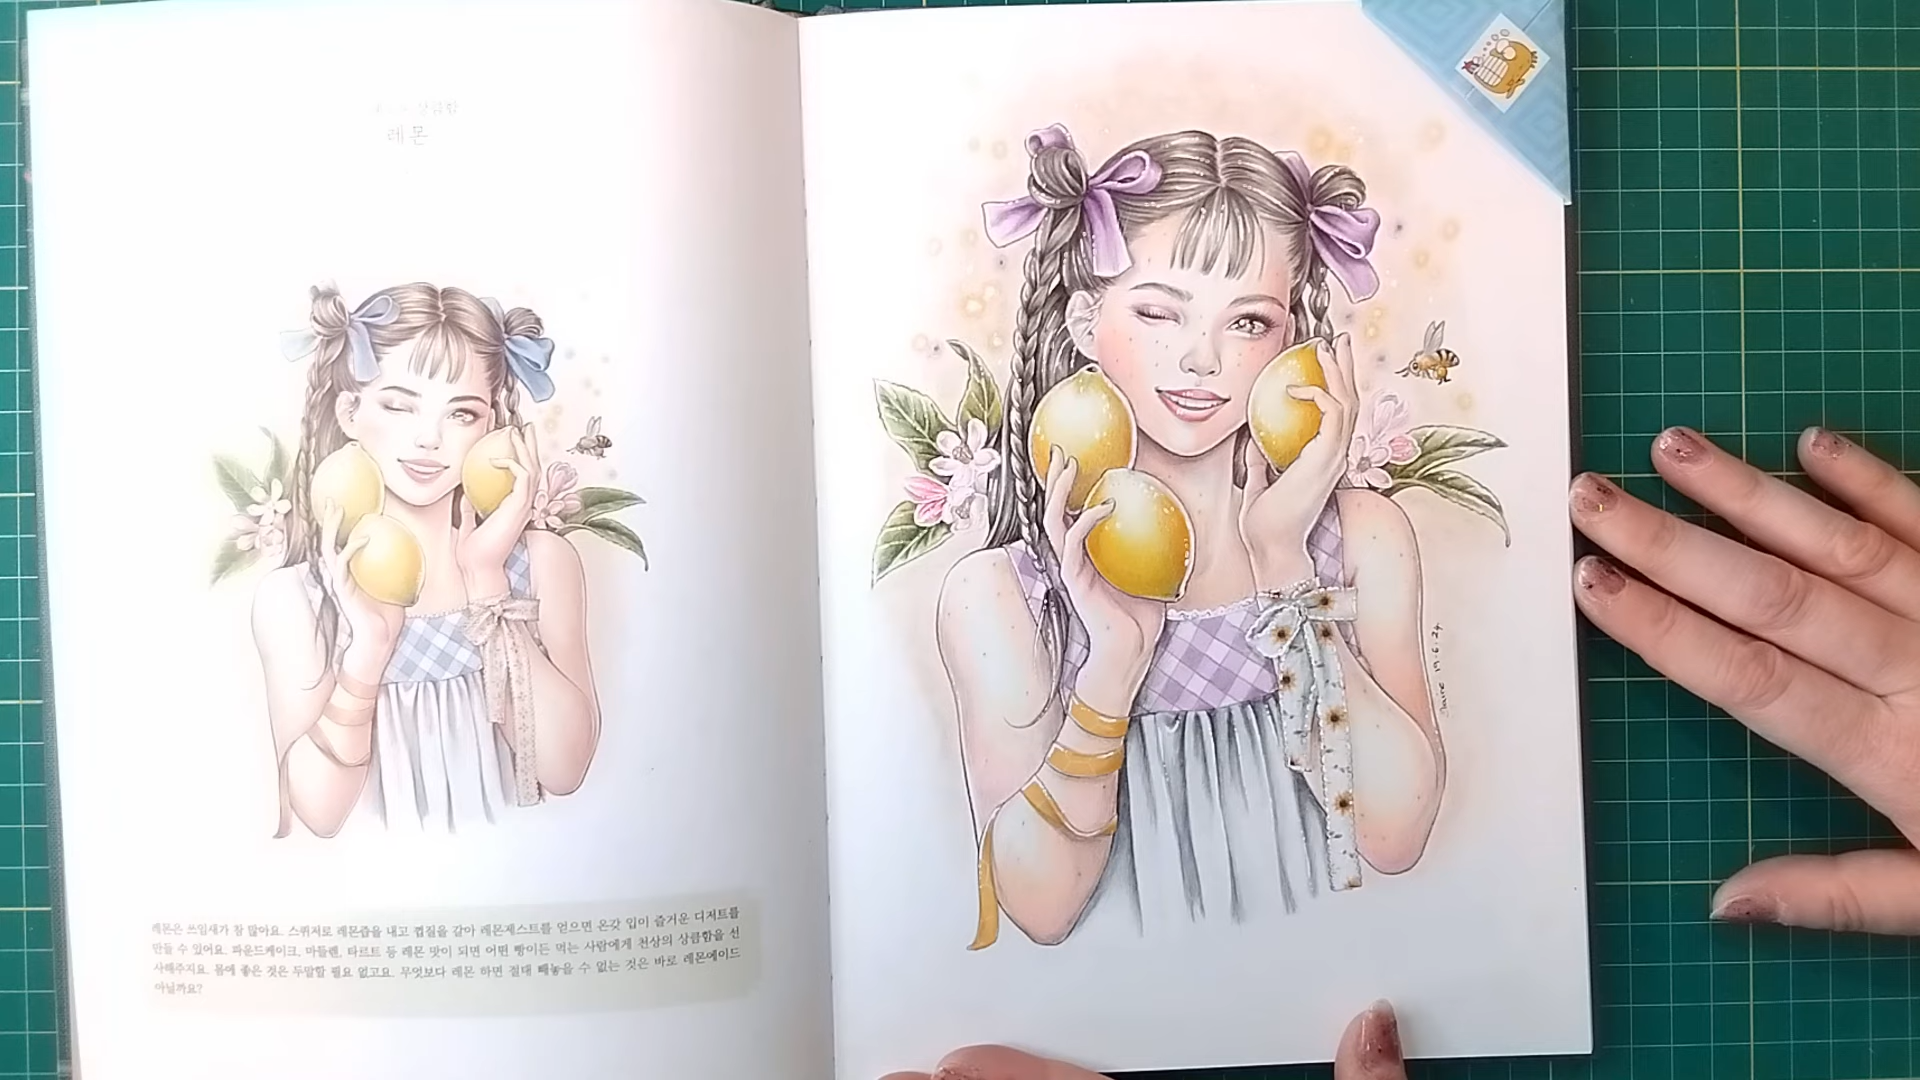 상큼함
레몬
레몬은 쓰임새가 참 많아요. 스퀴저로 레몬즙을 내고 껍질을 갈아 레몬제스트를 얻으면 온갖 입이 즐거운 디저트를
만들 수 있어요. 파운드케이크, 마들렌, 타르트 등 레몬 맛이 되면 어떤 빵이든 먹는 사람에게 천상의 상큼함을 선
사해주지요. 몸에 좋은 것은 두말할 필요 없고요. 무엇보다 레몬 하면 절대 빼놓을 수 없는 것은 바로 레몬에이드
아닐까요?
19.6.24